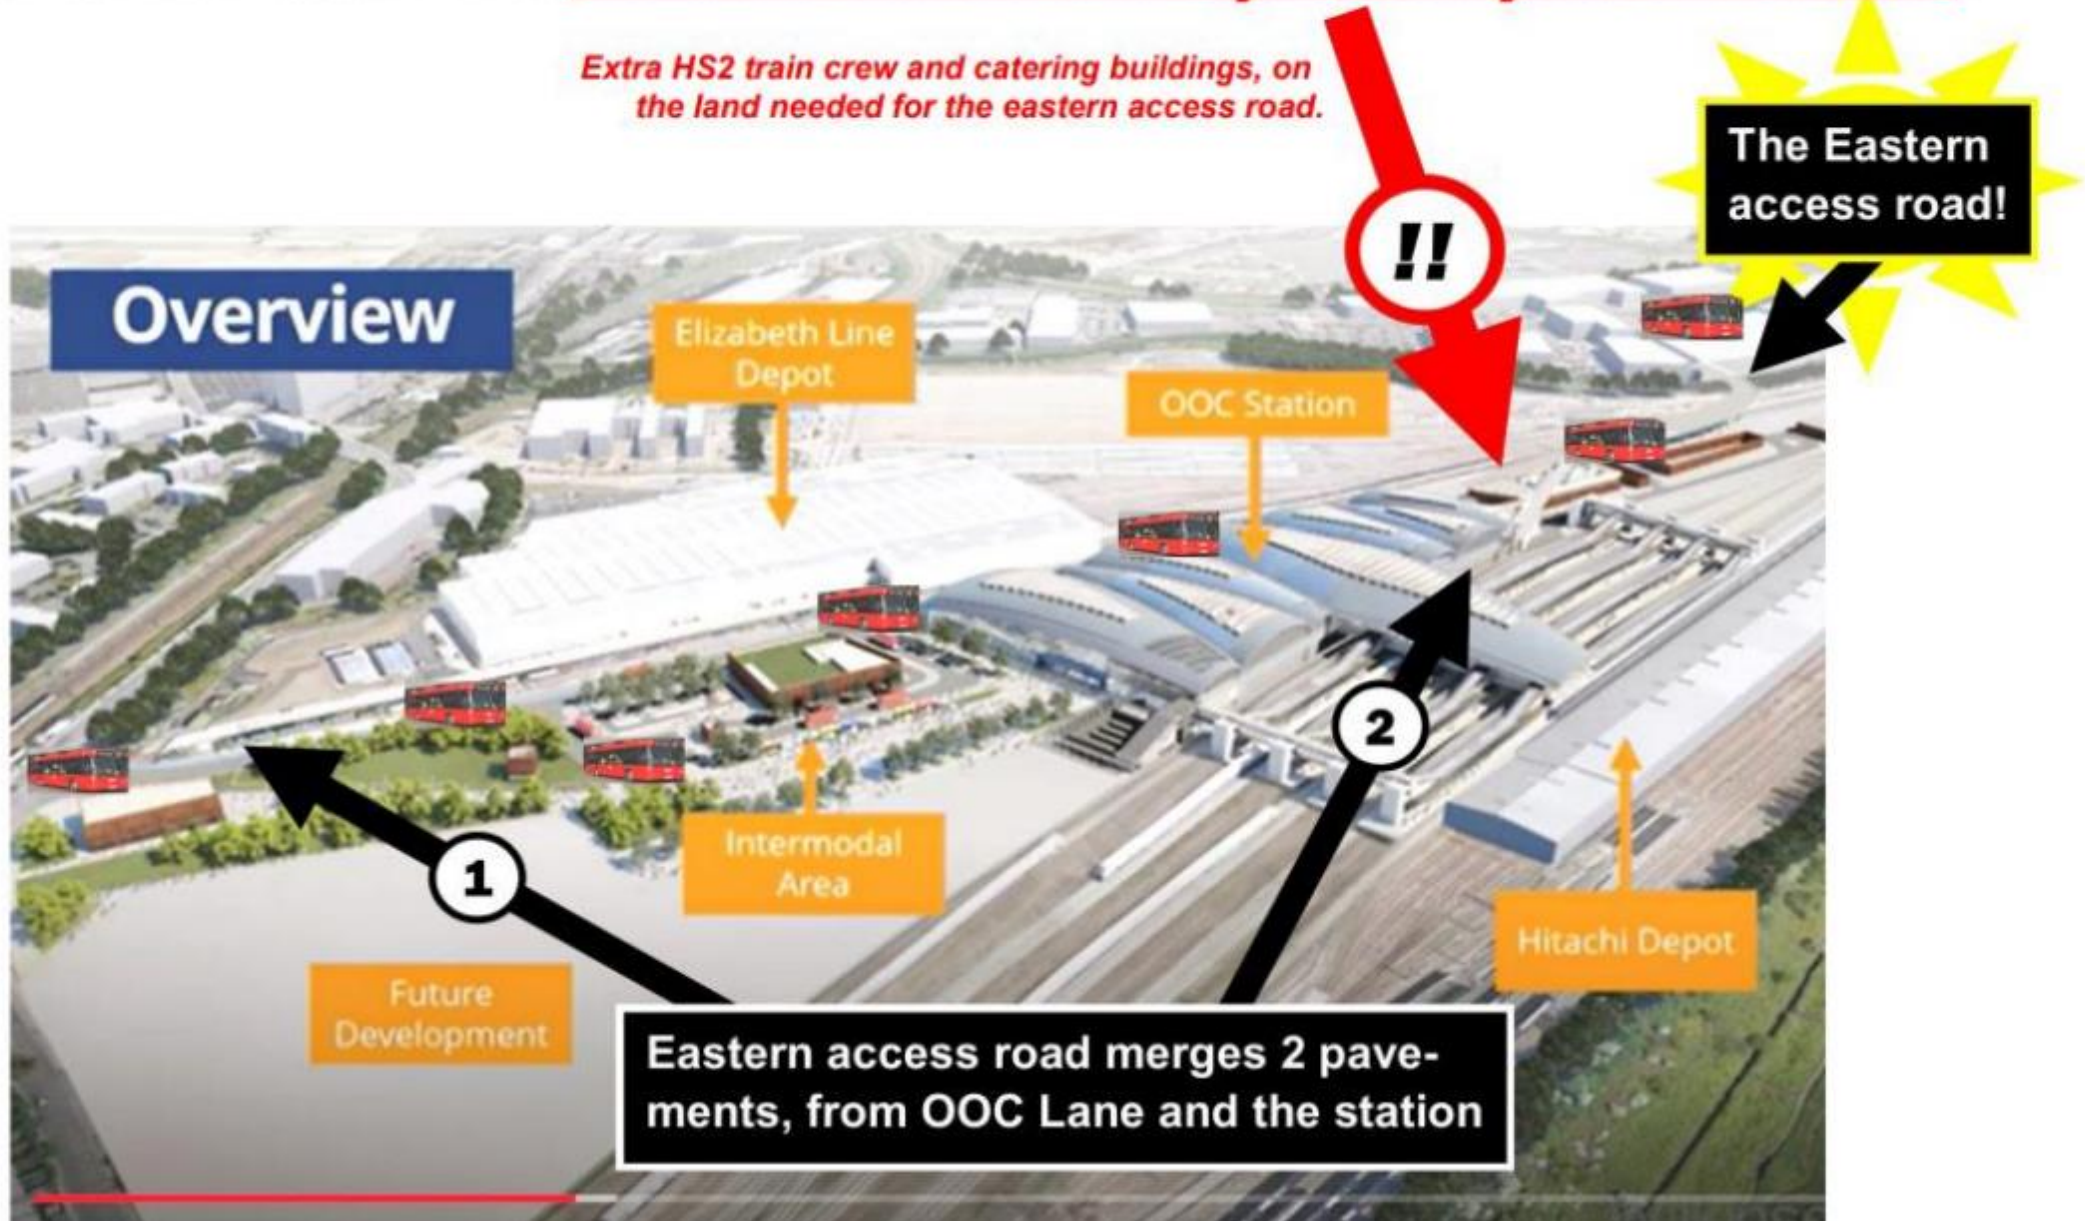 Extra HS2 train crew and catering buildings, on
the land needed for the eastern access road.
The Eastern
access road!
!!
Overview
Elizabeth Line
Depot
OOC Station
2
1
Intermodal
Area
Hitachi Depot
Future
Development
Eastern access road merges 2 pave-
ments, from OOC Lane and the station